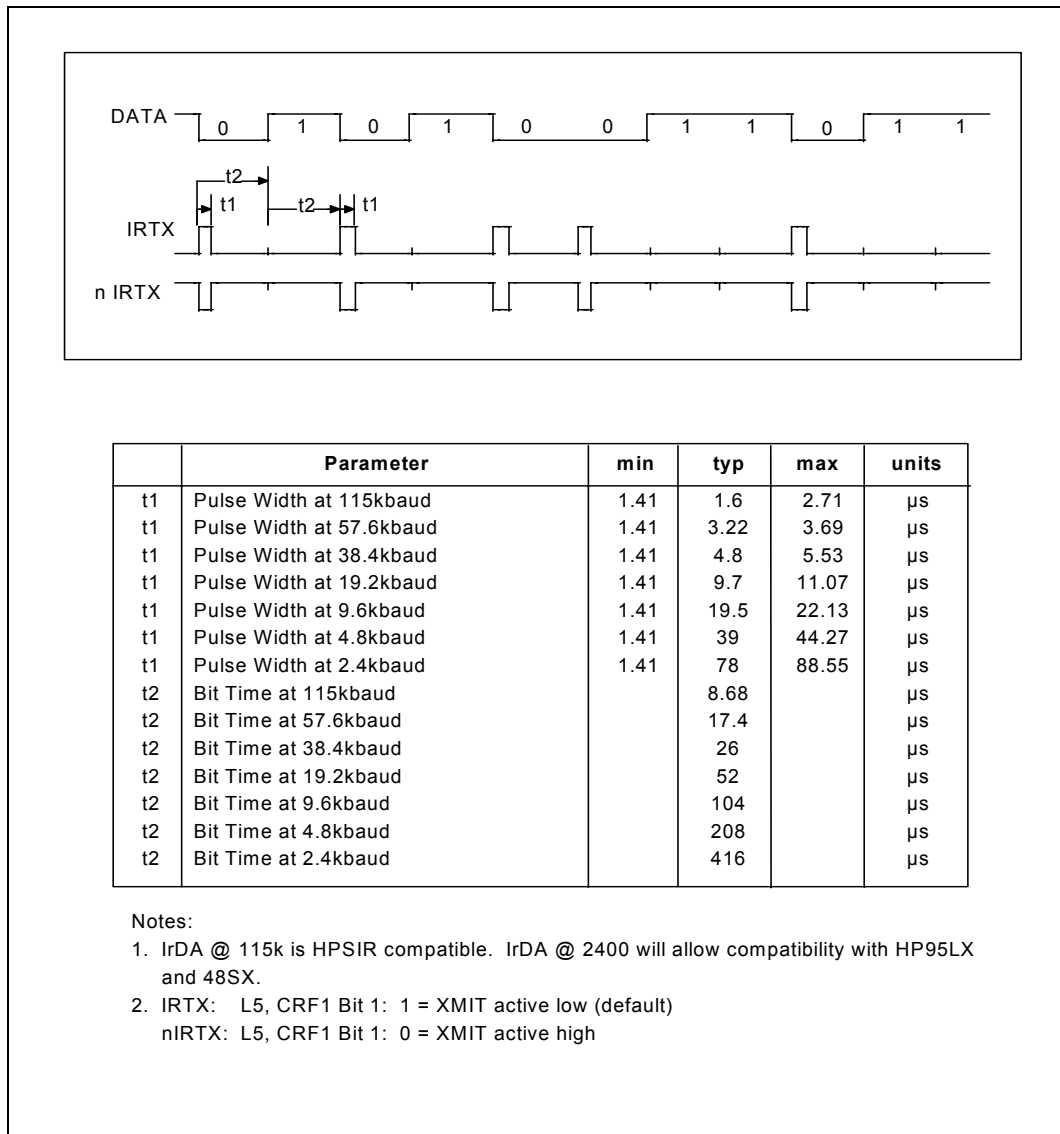 DATA 0 1 0 1 0 0 1 1 0 1 1
t2
t1 t2 t1
IRTX
n IRTX
Parameter min typ max units
t1 Pulse Width at 115kbaud 1.41 1.6 2.71 µs
t1 Pulse Width at 57.6kbaud 1.41 3.22 3.69 µs
t1 Pulse Width at 38.4kbaud 1.41 4.8 5.53 µs
t1 Pulse Width at 19.2kbaud 1.41 9.7 11.07 µs
t1 Pulse Width at 9.6kbaud 1.41 19.5 22.13 µs
t1 Pulse Width at 4.8kbaud 1.41 39 44.27 µs
t1 Pulse Width at 2.4kbaud 1.41 78 88.55 µs
t2 Bit Time at 115kbaud 8.68 µs
t2 Bit Time at 57.6kbaud 17.4 µs
t2 Bit Time at 38.4kbaud 26 µs
t2 Bit Time at 19.2kbaud 52 µs
t2 Bit Time at 9.6kbaud 104 µs
t2 Bit Time at 4.8kbaud 208 µs
t2 Bit Time at 2.4kbaud 416 µs
Notes:
1. IrDA @ 115k is HPSIR compatible. IrDA @ 2400 will allow compatibility with HP95LX
and 48SX.
2. IRTX: L5, CRF1 Bit 1: 1 = XMIT active low (default)
nIRTX: L5, CRF1 Bit 1: 0 = XMIT active high